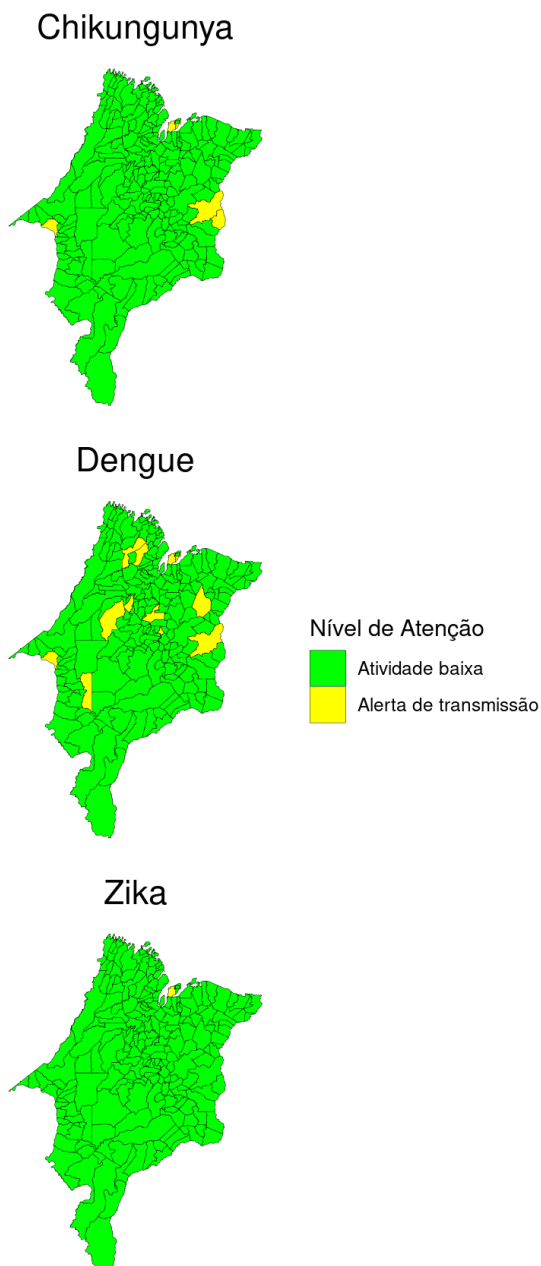 Chikungunya
Dengue
Nível de Atenção
Atividade baixa
Alerta de transmissão
Zika